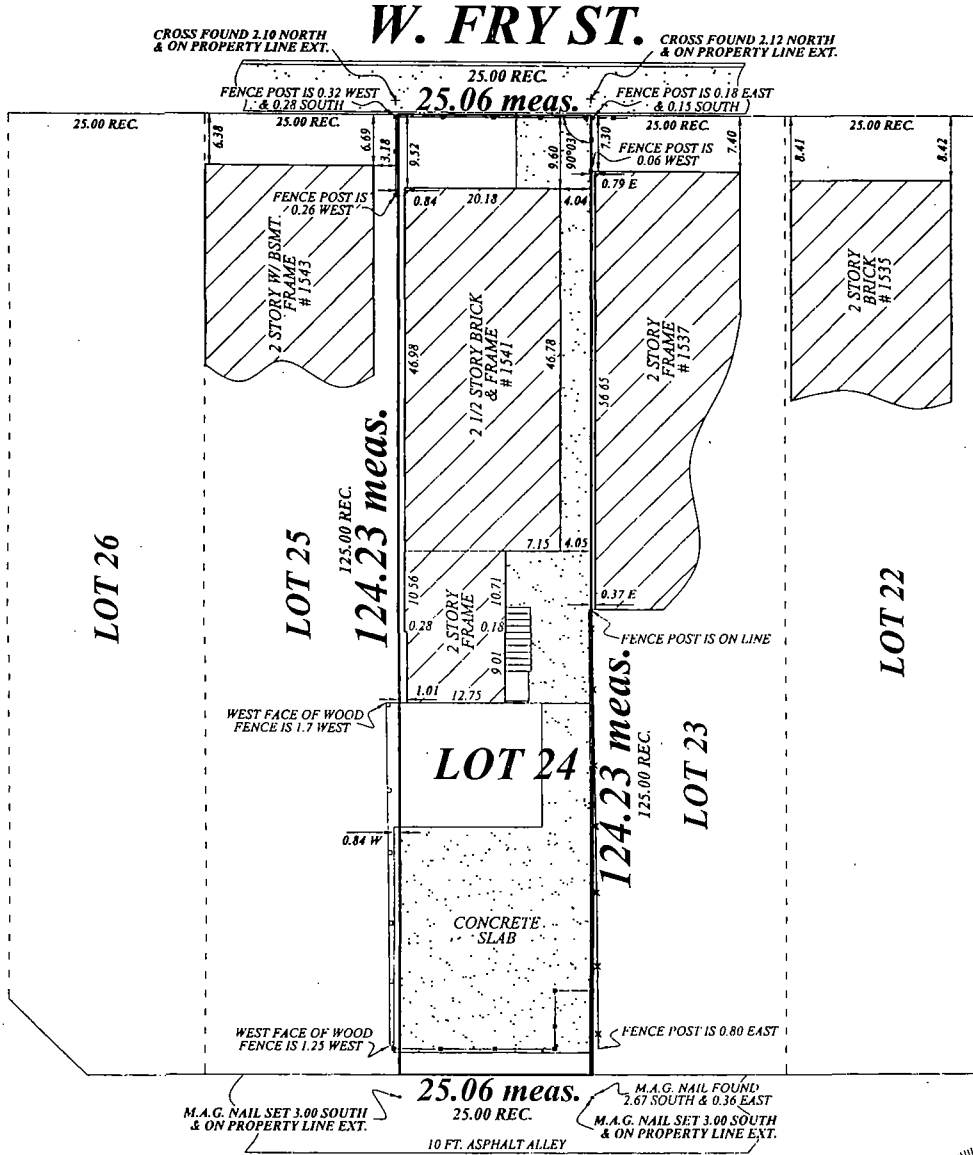 W. FRY ST.
CROSS FOUND 2.10 NORTH
& ON PROPERTY LINE EXT.
CROSS FOUND 2.12 NORTH
& ON PROPERTY LINE EXT.
25.00 REC.
FENCE POST IS 0.32 WEST
& 0.28 SOUTH
25.06 meas.
FENCE POST IS 0.18 EAST
& 0.15 SOUTH
25.00 REC.
25.00 REC.
25.00 REC.
25.00 REC.
6.38
6.69
13.18
9.52
9.60
90°03'
7.30
7.40
8.41
8.42
FENCE POST IS
0.06 WEST
0.79 E
FENCE POST IS
0.26 WEST
0.84
20.18
4.04
2 STORY W/ BSMT.
FRAME
# 1543
2 1/2 STORY BRICK
& FRAME
# 1541
2 STORY
FRAME
# 1537
2 STORY
BRICK
# 1535
46.98
46.78
56.65
LOT 26
LOT 25
125.00 REC.
124.23 meas.
7.15
4.05
10.56
10.71
0.37 E
0.28
2 STORY
FRAME
0.18
9.01
FENCE POST IS ON LINE
LOT 22
1.01
12.75
WEST FACE OF WOOD
FENCE IS 1.7 WEST
LOT 24
124.23 meas.
125.00 REC.
LOT 23
0.84 W
CONCRETE
SLAB
WEST FACE OF WOOD
FENCE IS 1.25 WEST
FENCE POST IS 0.80 EAST
25.06 meas.
25.00 REC.
M.A.G. NAIL FOUND
2.67 SOUTH & 0.36 EAST
M.A.G. NAIL SET 3.00 SOUTH
& ON PROPERTY LINE EXT.
M.A.G. NAIL SET 3.00 SOUTH
& ON PROPERTY LINE EXT.
10 FT. ASPHALT ALLEY